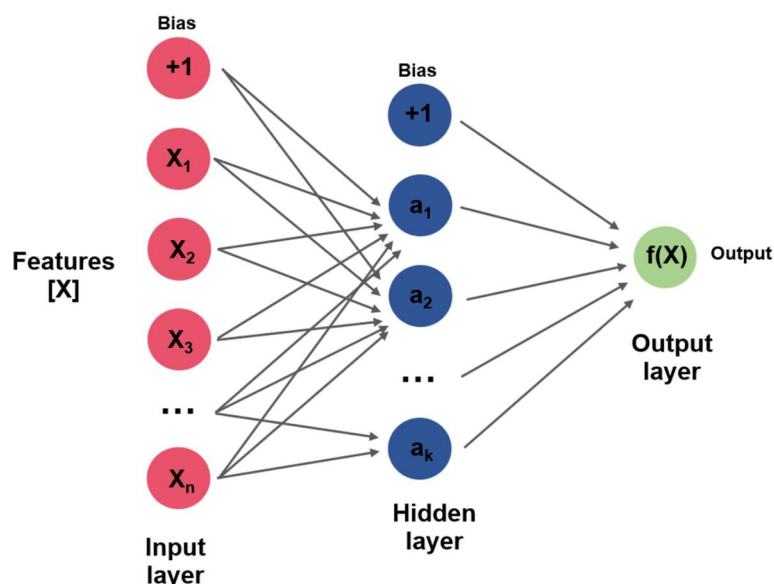 Bias
+1
X1
X2
X3
...
Xn
Features
[X]
Input
layer
Bias
+1
a1
a2
...
ak
Hidden
layer
f(X)
Output
Output
layer